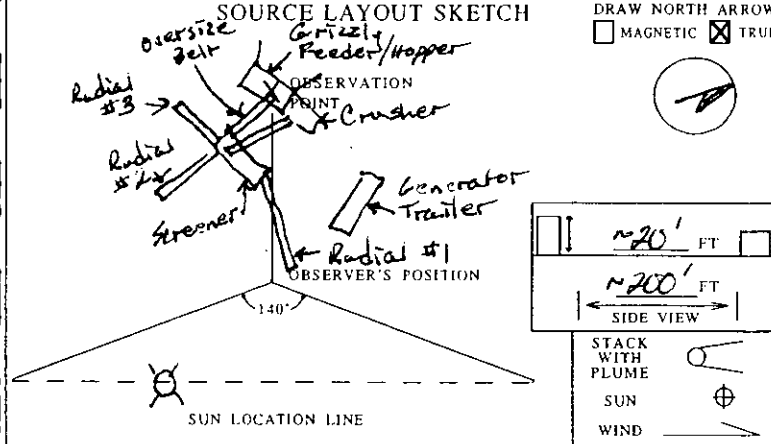 SOURCE LAYOUT SKETCH
DRAW NORTH ARROW
MAGNETIC
Oversize
Belt
Grizzly
Feeder/Hopper
OBSERVATION
POINT
Radial
#3
Crusher
Radial
#2
Generator
Trailer
Screener
Radial #1
OBSERVER'S POSITION
~20' FT
~200' FT
SIDE VIEW
140°
STACK
WITH
PLUME
SUN
WIND
SUN LOCATION LINE